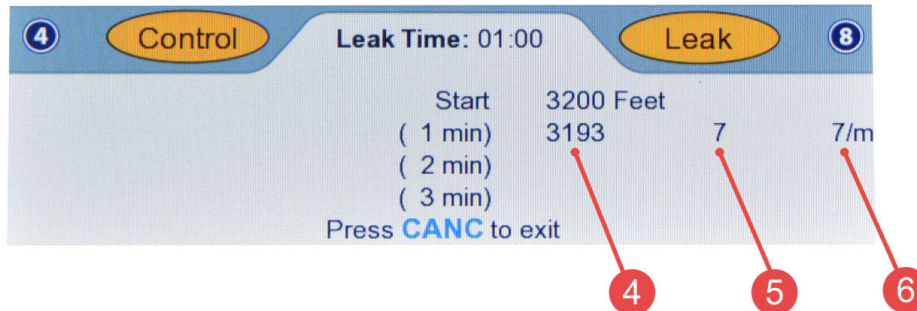 4 Control Leak Time: 01:00 Leak 8
Start 3200 Feet
( 1 min) 3193 7 7/m
( 2 min)
( 3 min)
Press CANC to exit
4 5 6